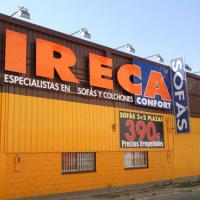 IRECA
ESPECIALISTAS EN... SOFÁS Y COLCHONES
CONFORT
SOFÁS
SOFÁS 3+2 PLAZAS
390€
Precios Irrepetibles